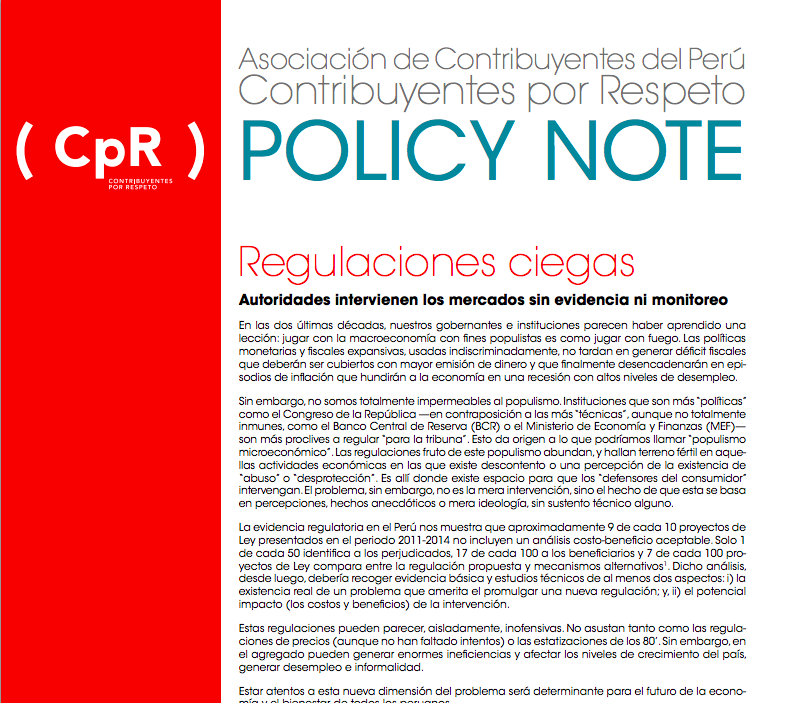 Asociación de Contribuyentes del Perú
Contribuyentes por Respeto
POLICY NOTE
( CpR )
CONTRIBUYENTES
POR RESPETO
Regulaciones ciegas
Autoridades intervienen los mercados sin evidencia ni monitoreo
En las dos últimas décadas, nuestros gobernantes e instituciones parecen haber aprendido una
lección: jugar con la macroeconomía con fines populistas es como jugar con fuego. Las políticas
monetarias y fiscales expansivas, usadas indiscriminadamente, no tardan en generar déficit fiscales
que deberán ser cubiertos con mayor emisión de dinero y que finalmente desencadenarán en epi-
sodios de inflación que hundirán a la economía en una recesión con altos niveles de desempleo.
Sin embargo, no somos totalmente impermeables al populismo. Instituciones que son más "políticas"
como el Congreso de la República —en contraposición a las más "técnicas", aunque no totalmente
inmunes, como el Banco Central de Reserva (BCR) o el Ministerio de Economía y Finanzas (MEF)—
son más proclives a regular "para la tribuna". Esto da origen a lo que podríamos llamar "populismo
microeconómico". Las regulaciones fruto de este populismo abundan, y hallan terreno fértil en aque-
llas actividades económicas en las que existe descontento o una percepción de la existencia de
"abuso" o "desprotección". Es allí donde existe espacio para que los "defensores del consumidor"
intervengan. El problema, sin embargo, no es la mera intervención, sino el hecho de que esta se basa
en percepciones, hechos anecdóticos o mera ideología, sin sustento técnico alguno.
La evidencia regulatoria en el Perú nos muestra que aproximadamente 9 de cada 10 proyectos de
Ley presentados en el periodo 2011-2014 no incluyen un análisis costo-beneficio aceptable. Solo 1
de cada 50 identifica a los perjudicados, 17 de cada 100 a los beneficiarios y 7 de cada 100 pro-
yectos de Ley compara entre la regulación propuesta y mecanismos alternativos¹. Dicho análisis,
desde luego, debería recoger evidencia básica y estudios técnicos de al menos dos aspectos: i) la
existencia real de un problema que amerita el promulgar una nueva regulación; y, ii) el potencial
impacto (los costos y beneficios) de la intervención.
Estas regulaciones pueden parecer, aisladamente, inofensivas. No asustan tanto como las regula-
ciones de precios (aunque no han faltado intentos) o las estatizaciones de los 80'. Sin embargo, en
el agregado pueden generar enormes ineficiencias y afectar los niveles de crecimiento del país,
generar desempleo e informalidad.
Estar atentos a esta nueva dimensión del problema será determinante para el futuro de la econo-
mía y el bienestar de todos los peruanos.